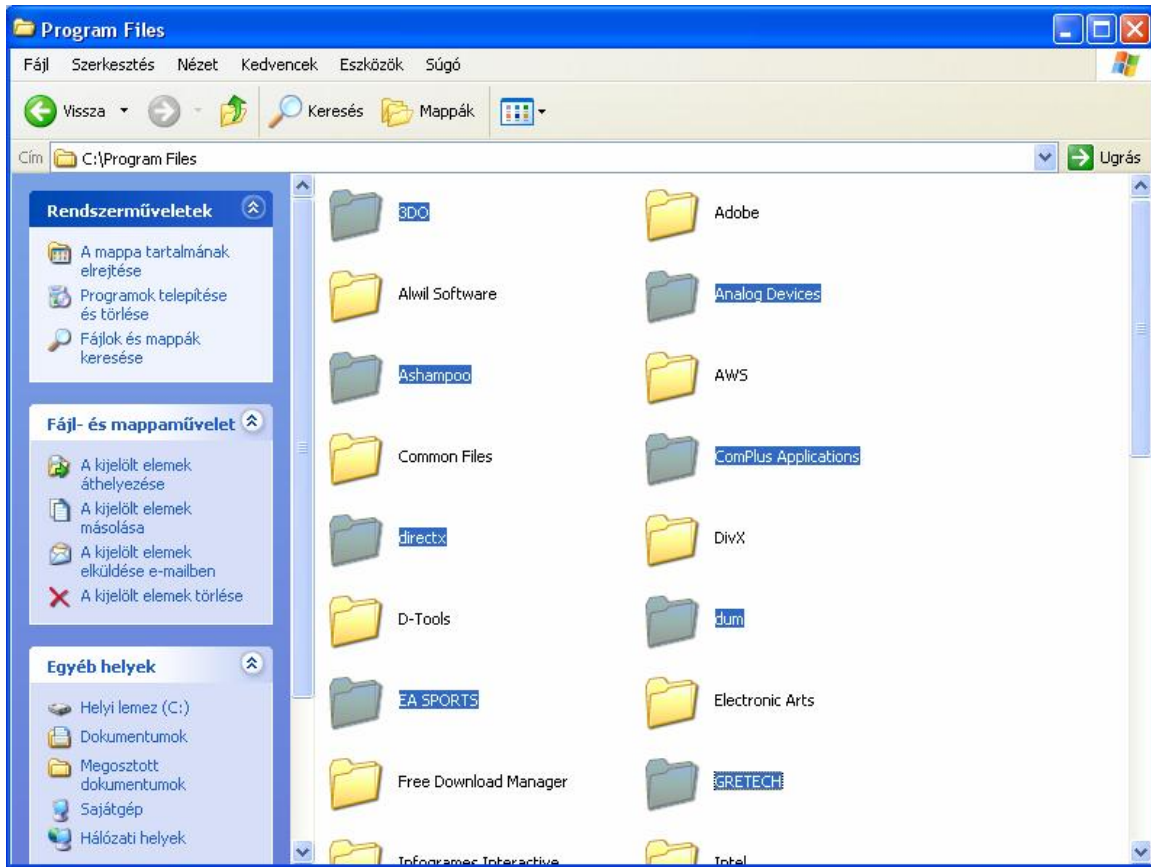 Program Files
Fájl Szerkesztés Nézet Kedvencek Eszközök Súgó
Vissza Keresés Mappák
Cím C:\Program Files Ugrás
Rendszerműveletek
A mappa tartalmának
elrejtése
Programok telepítése
és törlése
Fájlok és mappák
keresése
Fájl- és mappaművelet
A kijelölt elemek
áthelyezése
A kijelölt elemek
másolása
A kijelölt elemek
elküldése e-mailben
A kijelölt elemek törlése
Egyéb helyek
Helyi lemez (C:)
Dokumentumok
Megosztott
dokumentumok
Sajátgép
Hálózati helyek
3DO Adobe
Alwil Software Analog Devices
Ashampoo AWS
Common Files ComPlus Applications
directx DivX
D-Tools dum
EA SPORTS Electronic Arts
Free Download Manager GRETECH
Infogrames Interactive Intel